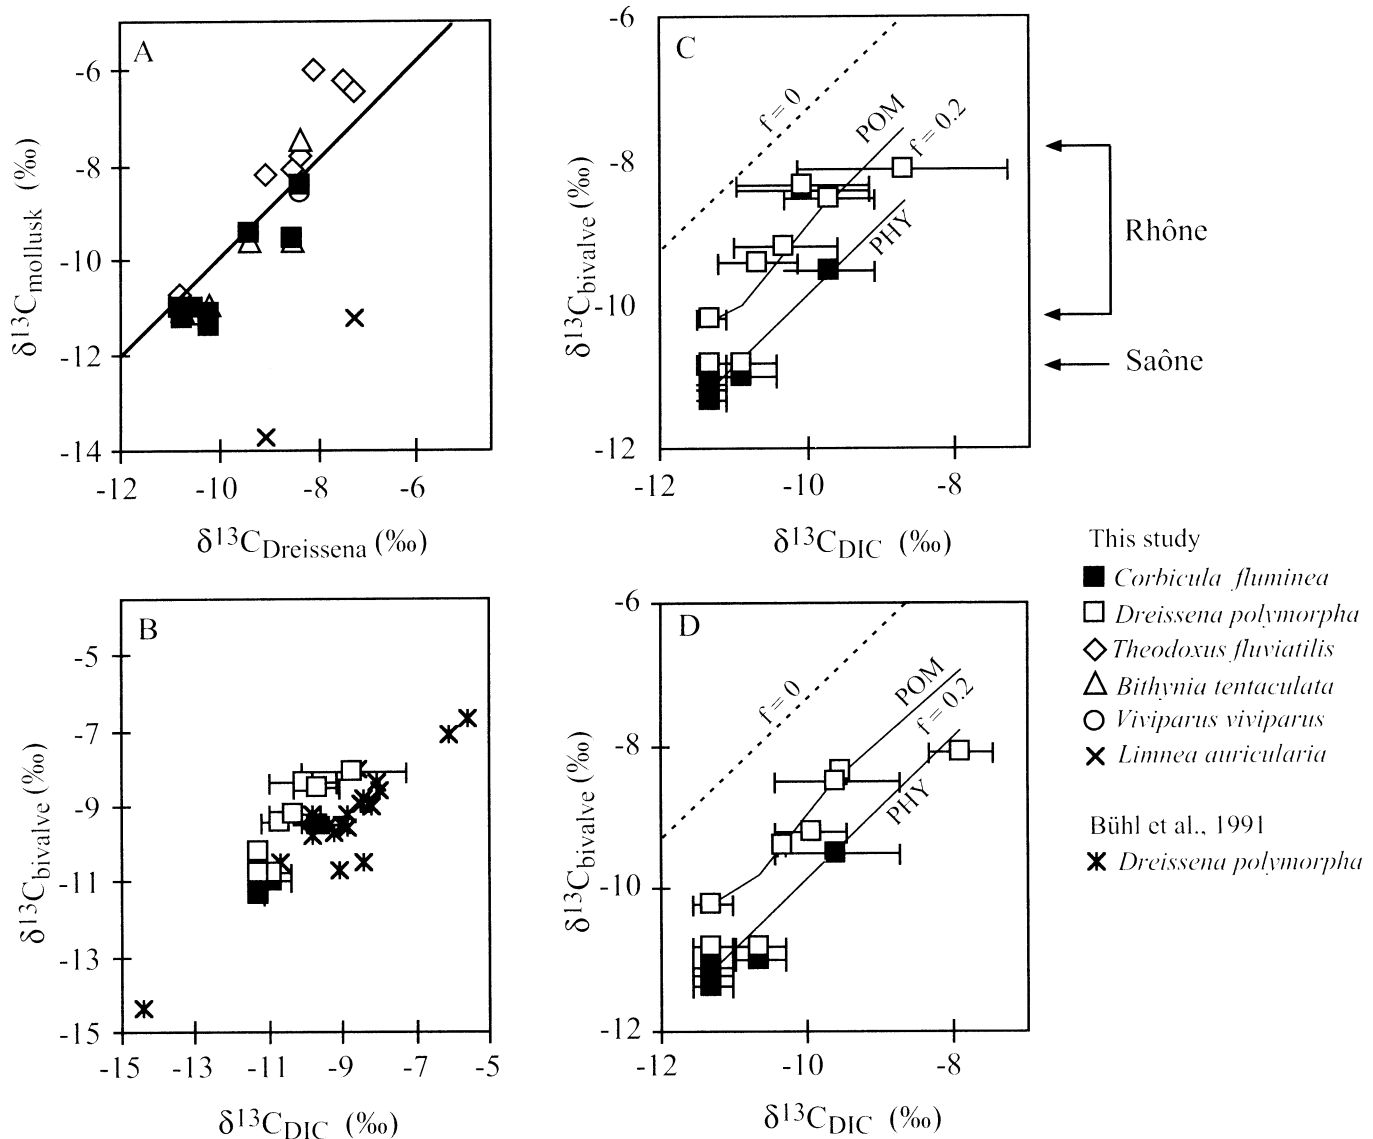 A
-6
-8
-10
-12
-14
-12
-10
-8
-6
δ13Cmollusk (‰)
δ13CDreissena (‰)
C
-6
-8
-10
-12
-12
-10
-8
f = 0
POM
f = 0.2
PHY
δ13Cbivalve (‰)
δ13CDIC (‰)
Rhône
Saône
B
-5
-7
-9
-11
-13
-15
-15
-13
-11
-9
-7
-5
δ13Cbivalve (‰)
δ13CDIC (‰)
D
-6
-8
-10
-12
-12
-10
-8
f = 0
POM
f = 0.2
PHY
δ13Cbivalve (‰)
δ13CDIC (‰)
This study
Corbicula fluminea
Dreissena polymorpha
Theodoxus fluviatilis
Bithynia tentaculata
Viviparus viviparus
Limnea auricularia
Bühl et al., 1991
Dreissena polymorpha